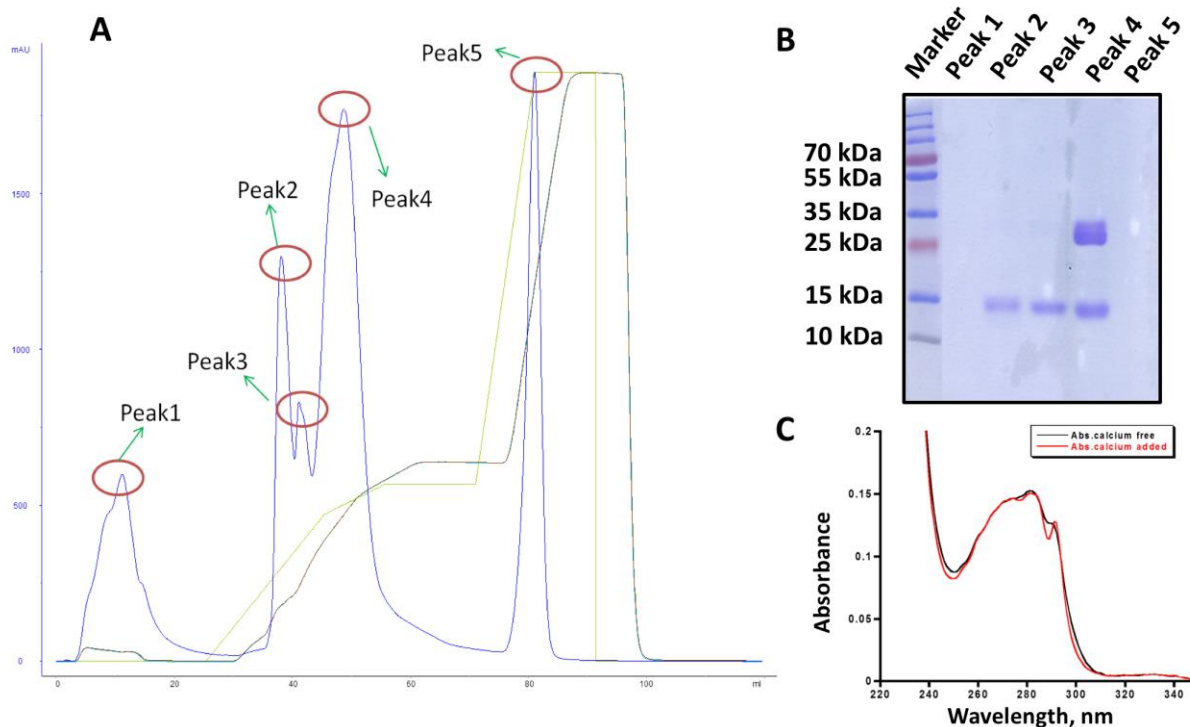 A
mAU
1500
1000
500
0
0
20
40
60
80
100
ml
Peak1
Peak2
Peak3
Peak4
Peak5
B
Marker
Peak 1
Peak 2
Peak 3
Peak 4
Peak 5
70 kDa
55 kDa
35 kDa
25 kDa
15 kDa
10 kDa
C
Abs.calcium free
Abs.calcium added
Absorbance
0.2
0.15
0.1
0.05
0
220
240
260
280
300
320
340
Wavelength, nm